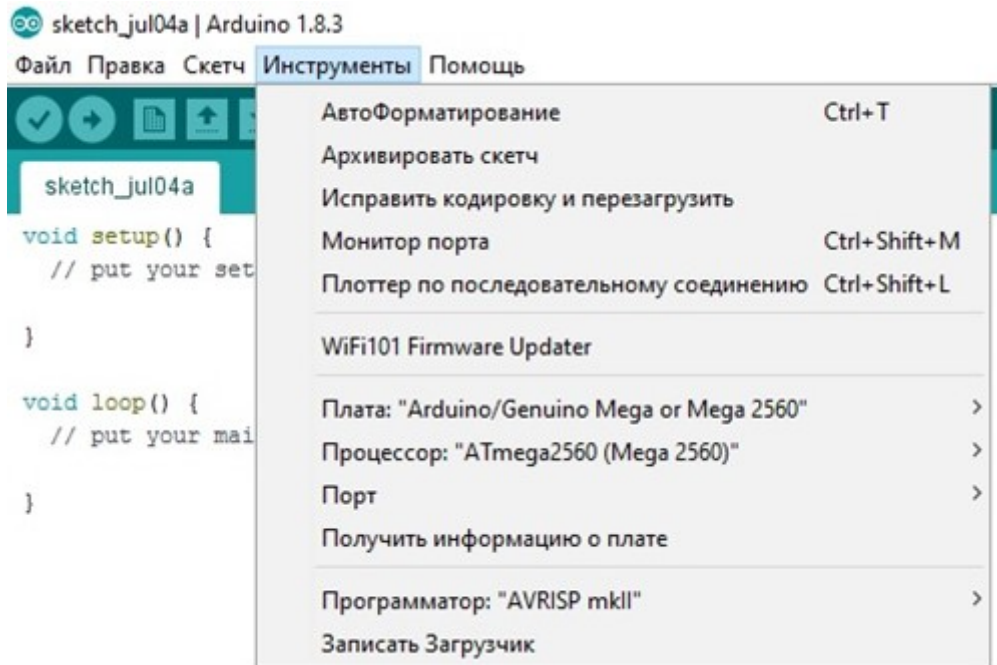 sketch_jul04a | Arduino 1.8.3
Файл Правка Скетч Инструменты Помощь
sketch_jul04a
void setup() {
// put your set
}
void loop() {
// put your mai
}
АвтоФорматирование Ctrl+T
Архивировать скетч
Исправить кодировку и перезагрузить
Монитор порта Ctrl+Shift+M
Плоттер по последовательному соединению Ctrl+Shift+L
WiFi101 Firmware Updater
Плата: "Arduino/Genuino Mega or Mega 2560"
Процессор: "ATmega2560 (Mega 2560)"
Порт
Получить информацию о плате
Программатор: "AVRISP mkII"
Записать Загрузчик